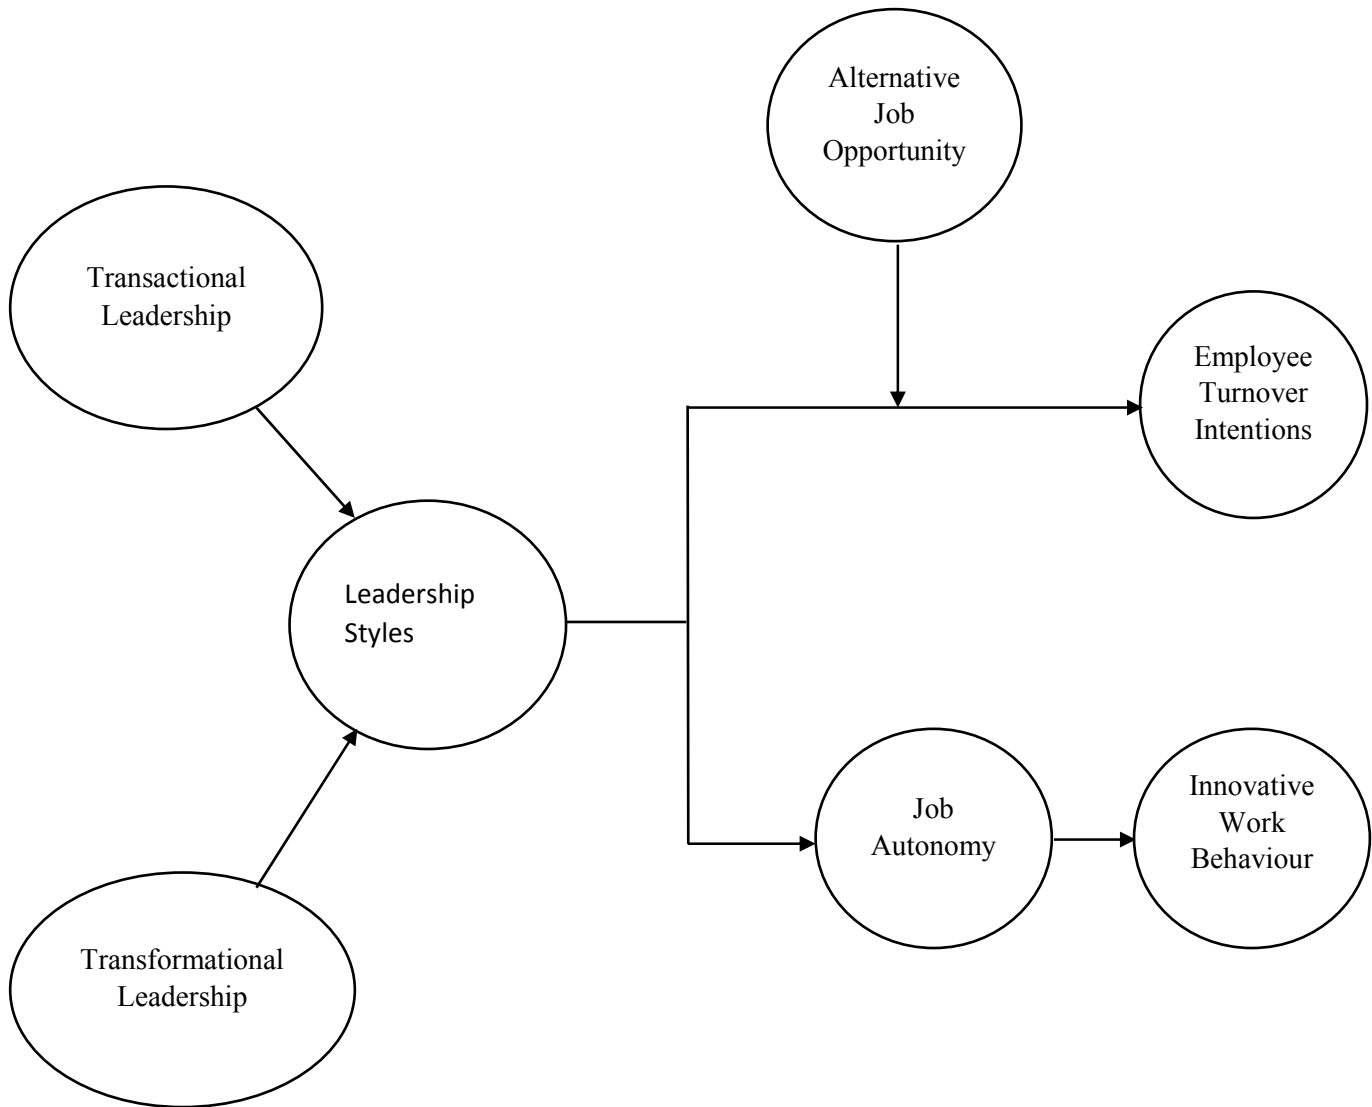 Alternative
Job
Opportunity
Transactional
Leadership
Employee
Turnover
Intentions
Leadership
Styles
Job
Autonomy
Innovative
Work
Behaviour
Transformational
Leadership